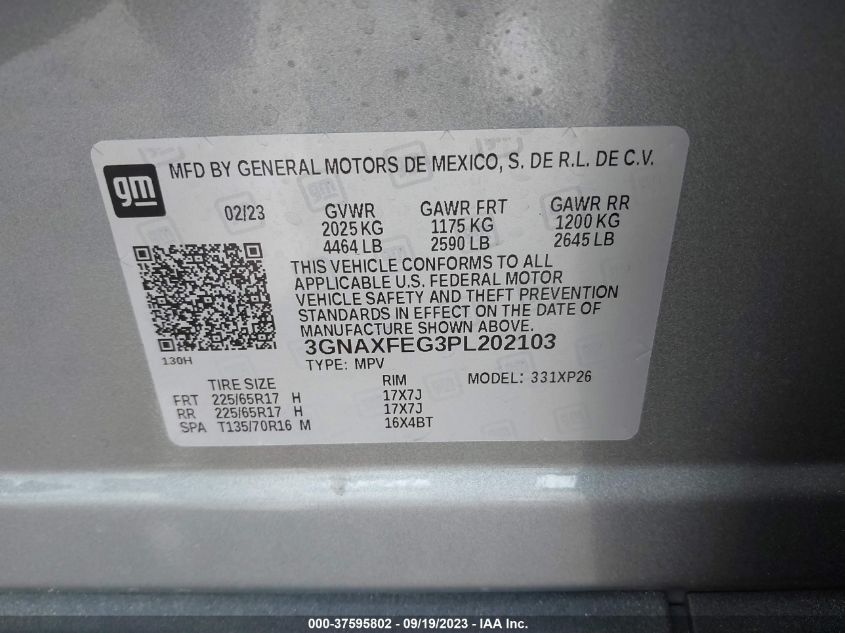 gm
MFD BY GENERAL MOTORS DE MEXICO, S. DE R.L. DE C.V.
02/23 GVWR GAWR FRT GAWR RR
2025 KG 1175 KG 1200 KG
4464 LB 2590 LB 2645 LB
THIS VEHICLE CONFORMS TO ALL
APPLICABLE U.S. FEDERAL MOTOR
VEHICLE SAFETY AND THEFT PREVENTION
STANDARDS IN EFFECT ON THE DATE OF
MANUFACTURE SHOWN ABOVE.
130H
3GNAXFEG3PL202103
TYPE: MPV
MODEL: 331XP26
TIRE SIZE RIM
FRT 225/65R17 H 17X7J
RR 225/65R17 H 17X7J
SPA T135/70R16 M 16X4BT
000-37595802 - 09/19/2023 - IAA Inc.